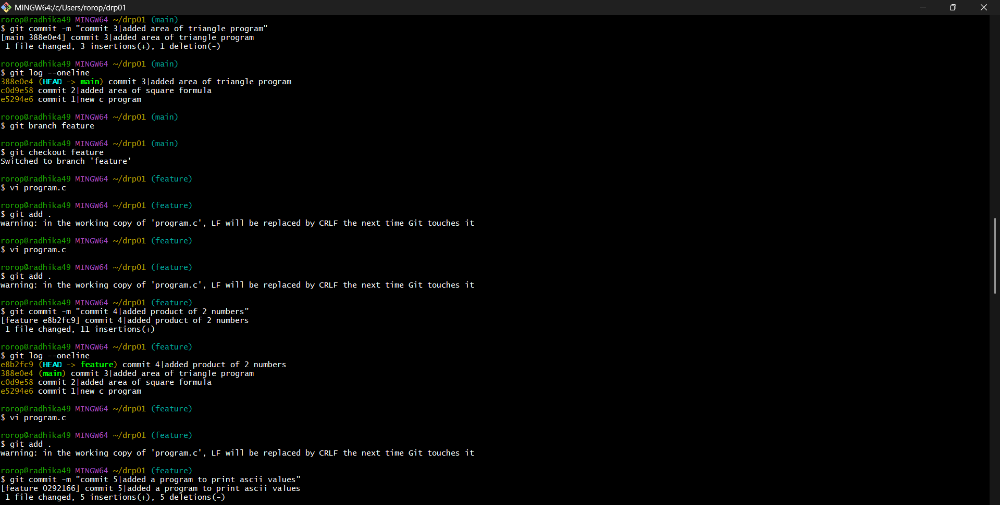 MINGW64:/c/Users/rorop/drp01
rorop@radhika49 MINGW64 ~/drp01 (main)
$ git commit -m "commit 3|added area of triangle program"
[main 388e0e4] commit 3|added area of triangle program
 1 file changed, 3 insertions(+), 1 deletion(-)
rorop@radhika49 MINGW64 ~/drp01 (main)
$ git log --oneline
388e0e4 (HEAD -> main) commit 3|added area of triangle program
c0d9e58 commit 2|added area of square formula
e5294e6 commit 1|new c program
rorop@radhika49 MINGW64 ~/drp01 (main)
$ git branch feature
rorop@radhika49 MINGW64 ~/drp01 (main)
$ git checkout feature
Switched to branch 'feature'
rorop@radhika49 MINGW64 ~/drp01 (feature)
$ vi program.c
rorop@radhika49 MINGW64 ~/drp01 (feature)
$ git add .
warning: in the working copy of 'program.c', LF will be replaced by CRLF the next time Git touches it
rorop@radhika49 MINGW64 ~/drp01 (feature)
$ vi program.c
rorop@radhika49 MINGW64 ~/drp01 (feature)
$ git add .
warning: in the working copy of 'program.c', LF will be replaced by CRLF the next time Git touches it
rorop@radhika49 MINGW64 ~/drp01 (feature)
$ git commit -m "commit 4|added product of 2 numbers"
[feature e8b2fc9] commit 4|added product of 2 numbers
 1 file changed, 11 insertions(+)
rorop@radhika49 MINGW64 ~/drp01 (feature)
$ git log --oneline
e8b2fc9 (HEAD -> feature) commit 4|added product of 2 numbers
388e0e4 (main) commit 3|added area of triangle program
c0d9e58 commit 2|added area of square formula
e5294e6 commit 1|new c program
rorop@radhika49 MINGW64 ~/drp01 (feature)
$ vi program.c
rorop@radhika49 MINGW64 ~/drp01 (feature)
$ git add .
warning: in the working copy of 'program.c', LF will be replaced by CRLF the next time Git touches it
rorop@radhika49 MINGW64 ~/drp01 (feature)
$ git commit -m "commit 5|added a program to print ascii values"
[feature 0292166] commit 5|added a program to print ascii values
 1 file changed, 5 insertions(+), 5 deletions(-)